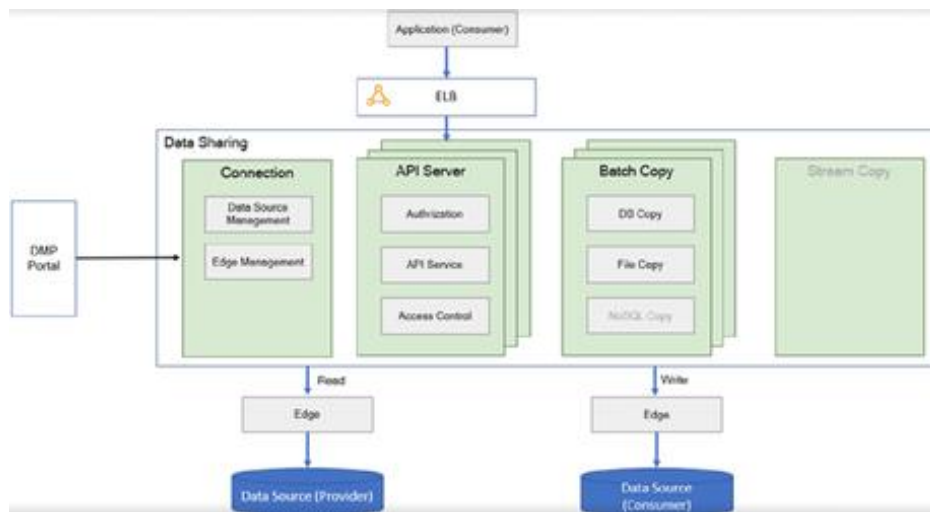 Application (Consumer)
ELB
Data Sharing
Connection
API Server
Batch Copy
Stream Copy
Data Source
Management
Authrization
DB Copy
DMP
Portal
Edge Management
API Service
File Copy
Access Control
NoSQL Copy
Read
Write
Edge
Edge
Data Source (Provider)
Data Source
(Consumer)